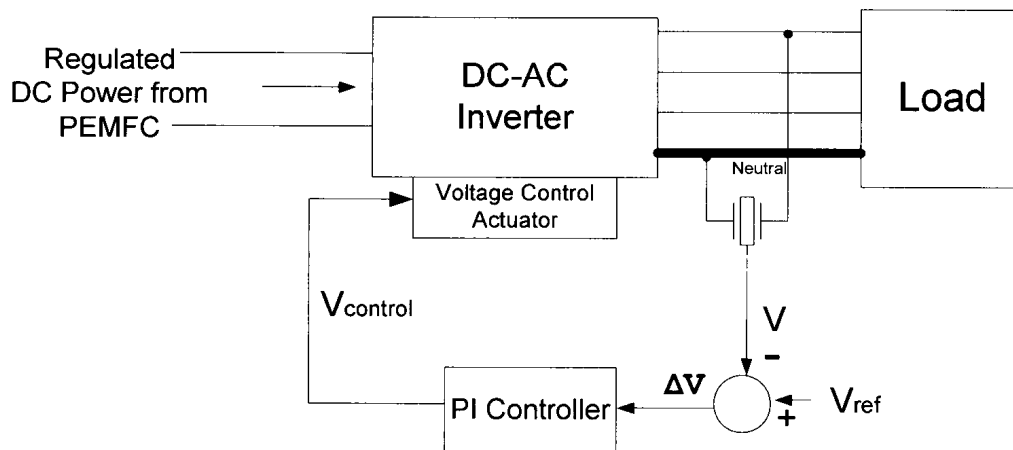 Regulated
DC Power from
PEMFC
DC-AC
Inverter
Load
Neutral
Voltage Control
Actuator
Vcontrol
V
-
ΔV
+
Vref
PI Controller